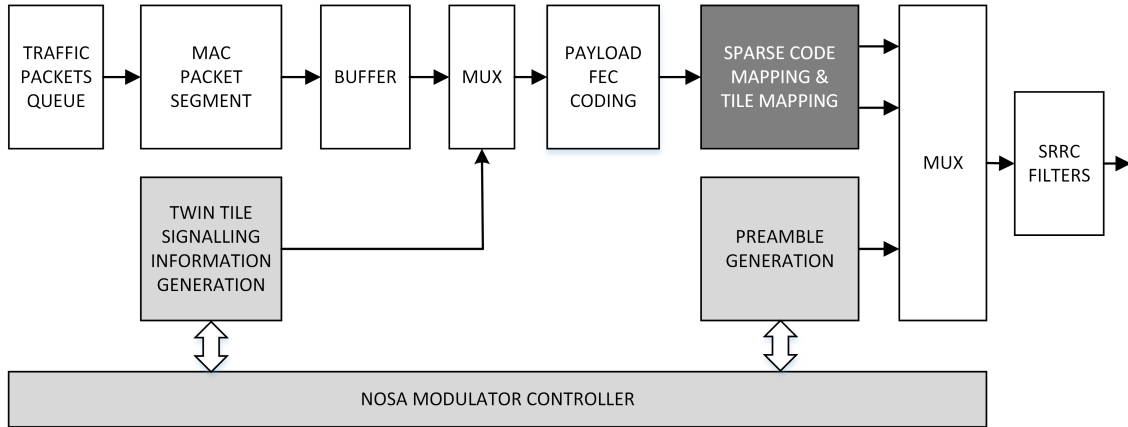 TRAFFIC
PACKETS
QUEUE
MAC
PACKET
SEGMENT
BUFFER
MUX
PAYLOAD
FEC
CODING
SPARSE CODE
MAPPING &
TILE MAPPING
MUX
SRRC
FILTERS
TWIN TILE
SIGNALLING
INFORMATION
GENERATION
PREAMBLE
GENERATION
NOSA MODULATOR CONTROLLER